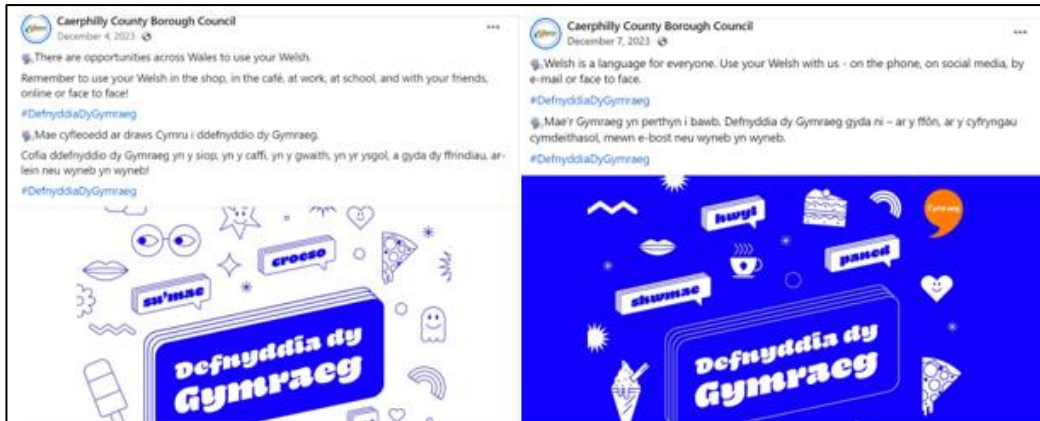 Caerphilly County Borough Council
December 4, 2023
There are opportunities across Wales to use your Welsh.
Remember to use your Welsh in the shop, in the café, at work, at school, and with your friends,
online or face to face!
#DefnyddiaDyGymraeg
Mae cyfleoedd ar draws Cymru i ddefnyddio dy Gymraeg.
Cofia ddefnyddio dy Gymraeg yn y siop, yn y caffi, yn y gwaith, yn yr ysgol, a gyda dy ffrindiau, ar-
lein neu wyneb yn wyneb!
#DefnyddiaDyGymraeg
croeso
su'mae
Defnyddia dy
Gymraeg
Caerphilly County Borough Council
December 7, 2023
Welsh is a language for everyone. Use your Welsh with us - on the phone, on social media, by
e-mail or face to face.
#DefnyddiaDyGymraeg
Mae'r Gymraeg yn perthyn i bawb. Defnyddia dy Gymraeg gyda ni – ar y ffôn, ar y cyfryngau
cymdeithasol, mewn e-bost neu wyneb yn wyneb.
#DefnyddiaDyGymraeg
hwyl
Cymraeg
paned
shwmae
Defnyddia dy
Gymraeg